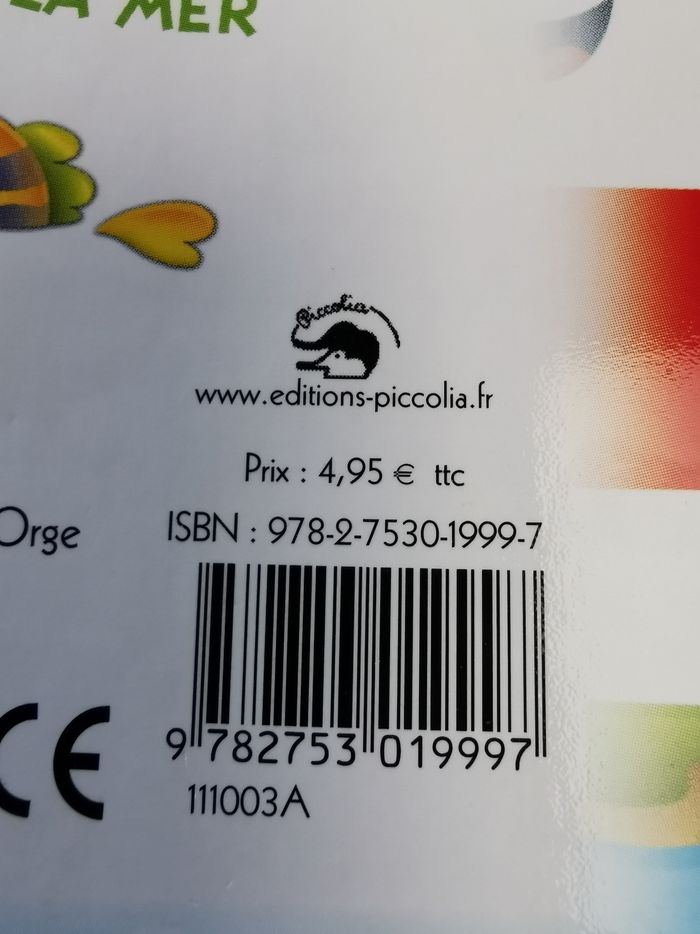 LA MER
Piccolia
www.editions-piccolia.fr
Prix : 4,95 € ttc
Orge
ISBN : 978-2-7530-1999-7
9 782753 019997
CE
111003A